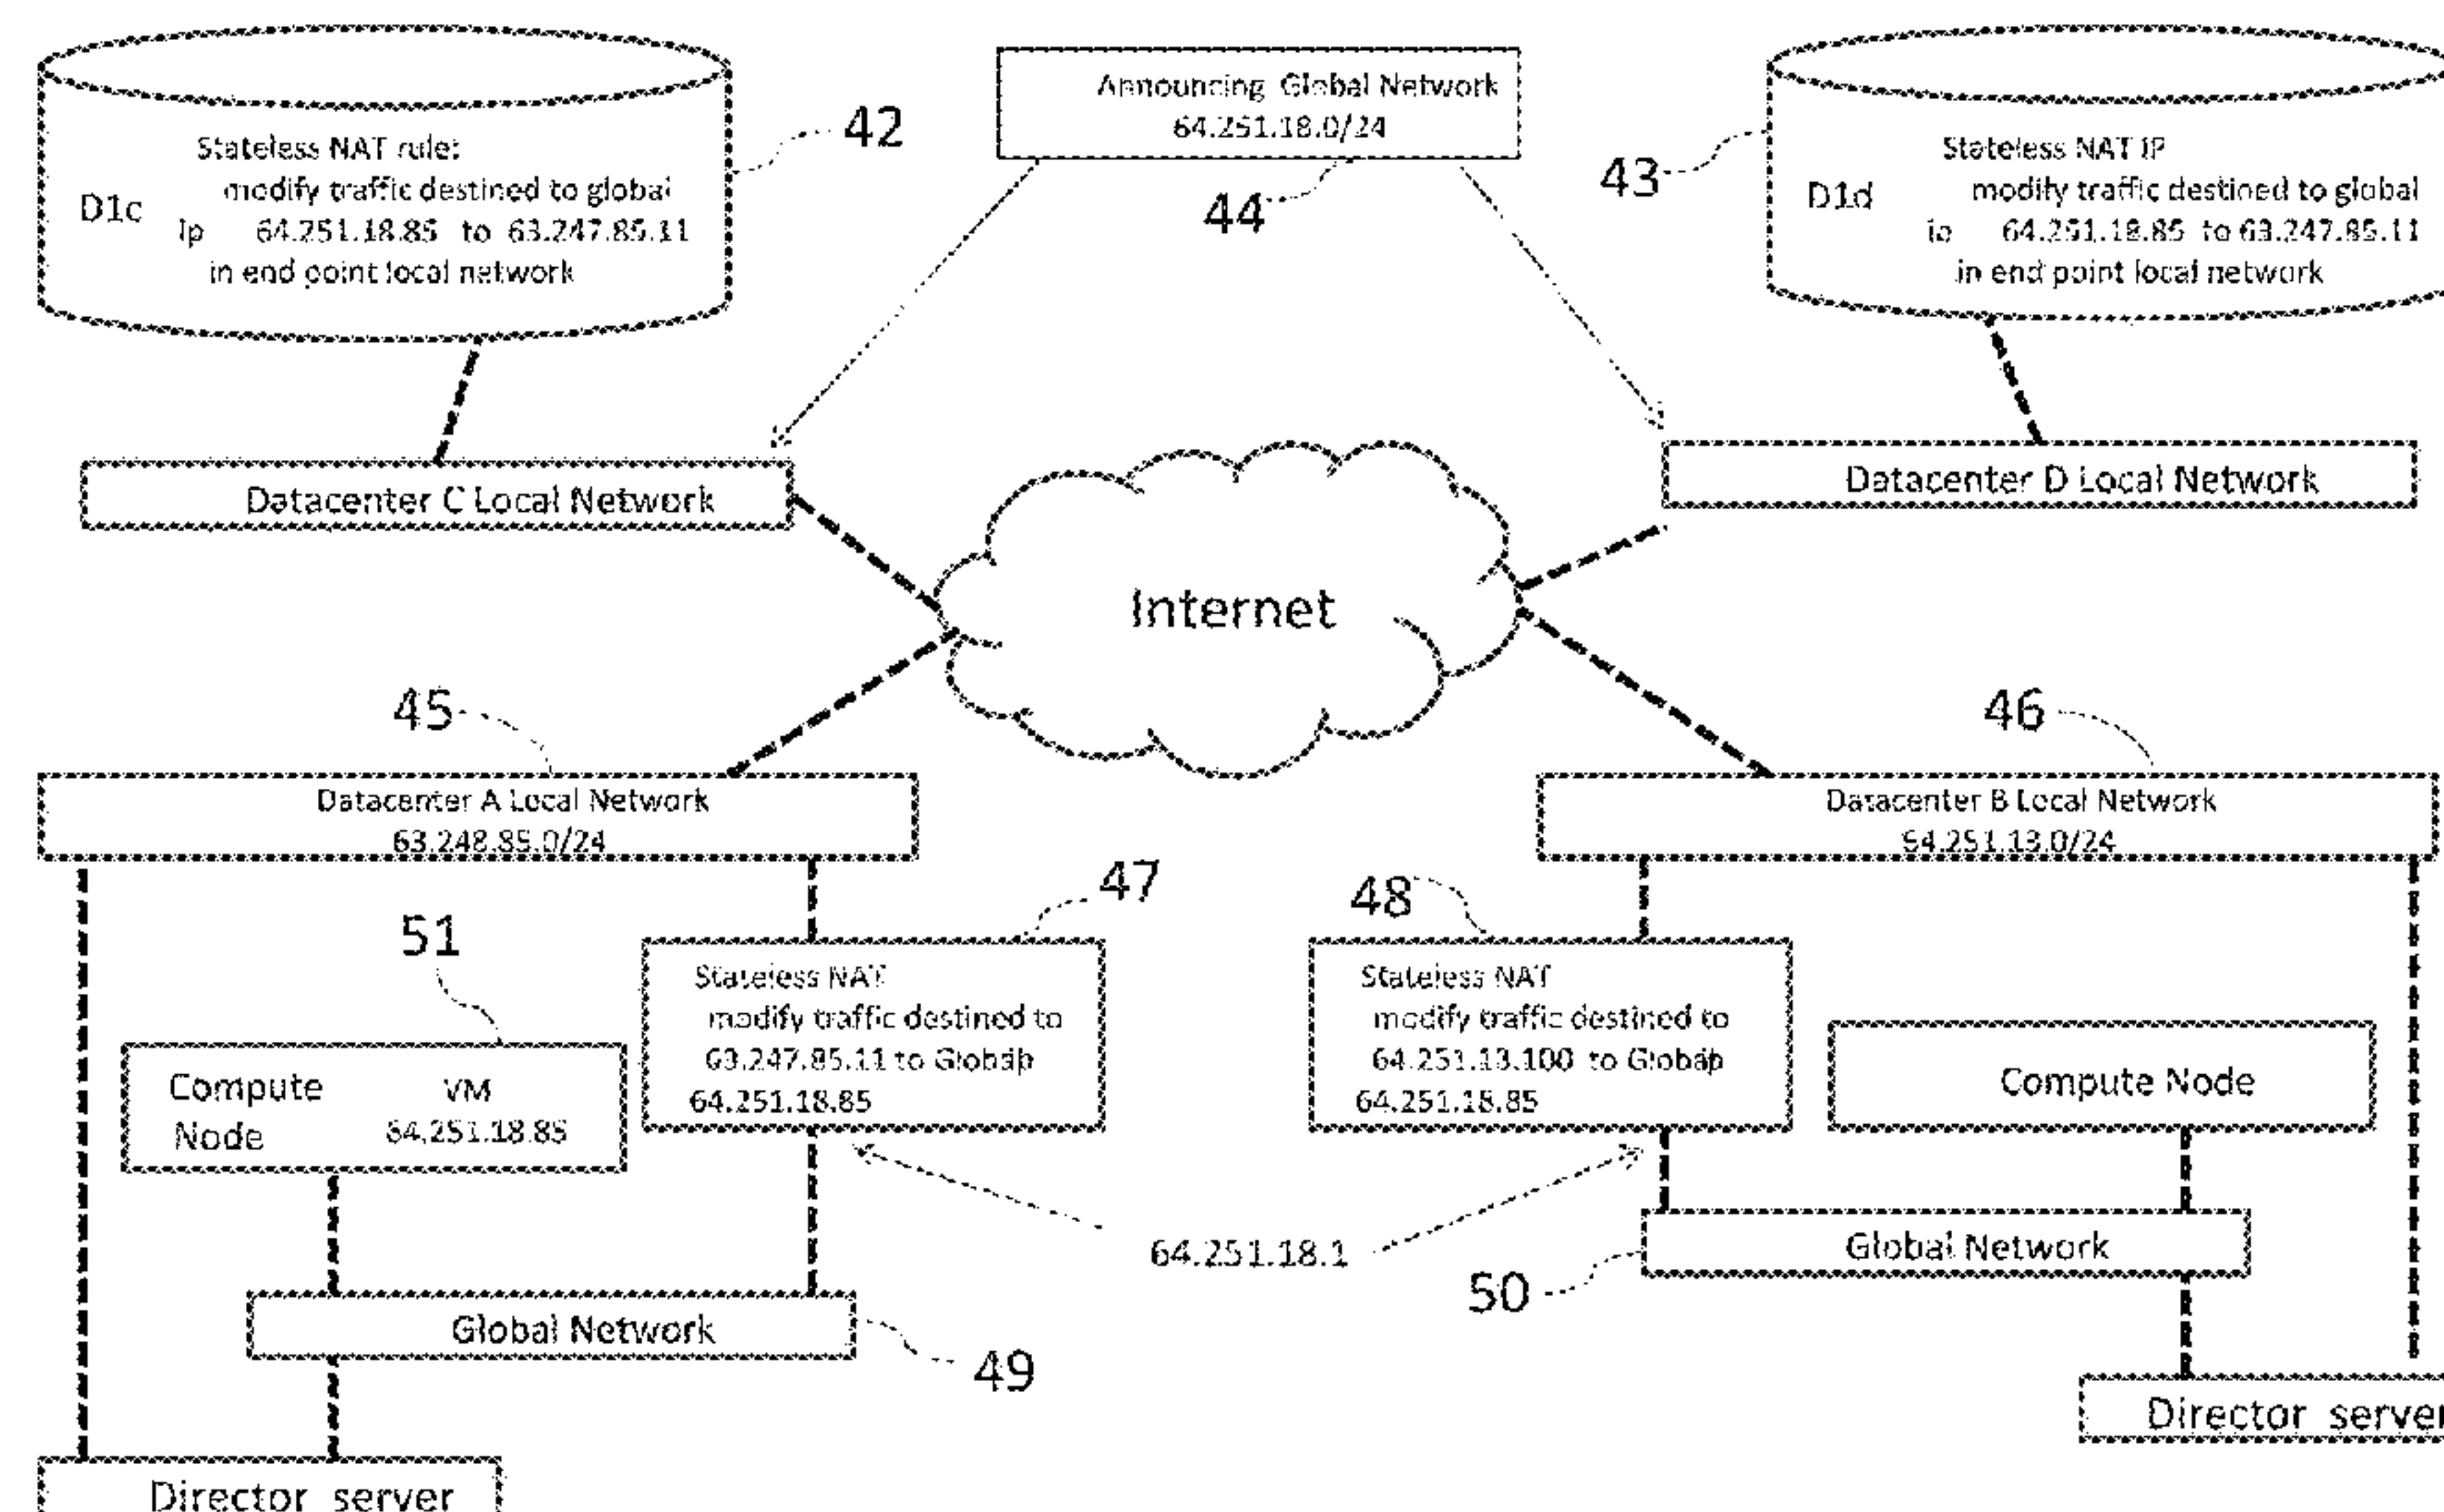 Stateless NAT rule:
modify traffic destined to global
D1c
Ip 64.251.18.85 to 63.247.85.11
in end point local network
42
Announcing Global Network
64.251.18.0/24
44
43
Stateless NAT IP
modify traffic destined to global
D1d
ip 64.251.18.85 to 63.247.85.11
in end point local network
Datacenter C Local Network
Datacenter D Local Network
Internet
45
46
Datacenter A Local Network
63.248.85.0/24
Datacenter B Local Network
64.251.13.0/24
47
48
51
Stateless NAT
modify traffic destined to
63.247.85.11 to Globap
64.251.18.85
Stateless NAT
modify traffic destined to
64.251.13.100 to Globap
64.251.18.85
Compute
Node
VM
64.251.18.85
Compute Node
64.251.18.1
Global Network
50
Global Network
49
Director server
Director server